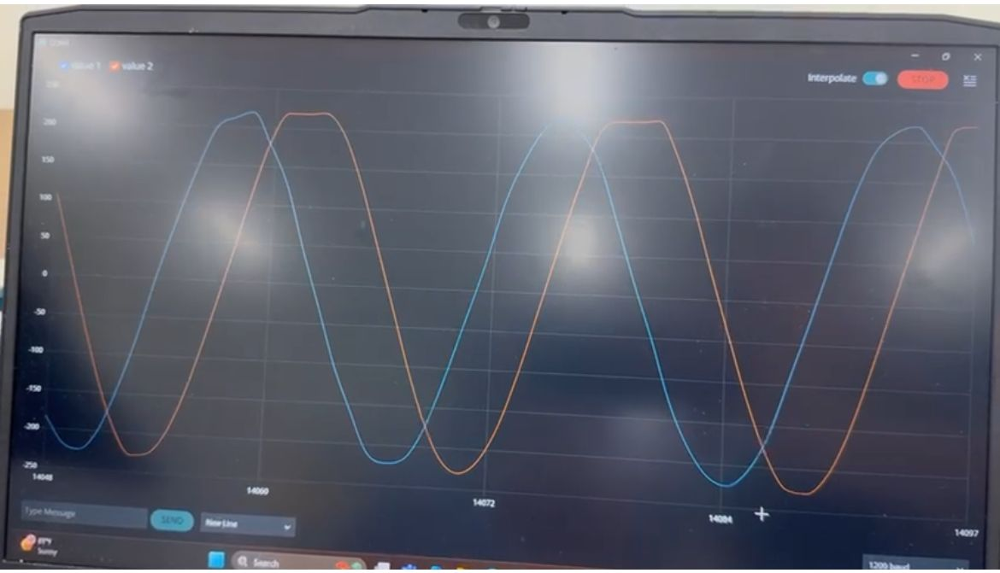 value 1 value 2
Interpolate STOP
250
200
150
100
50
0
-50
-100
-150
-200
-250
14048 14060 14072 14084 14097
Type Message SEND New Line
1200 baud
Sunny
Search